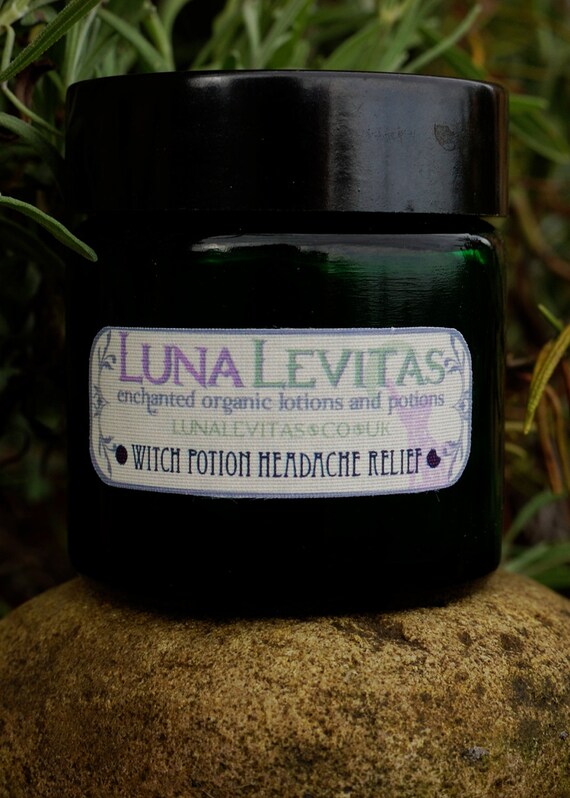 Luna Levitas
enchanted organic lotions and potions
LUNALEVITAS.CO.UK
WITCH POTION HEADACHE RELIEF